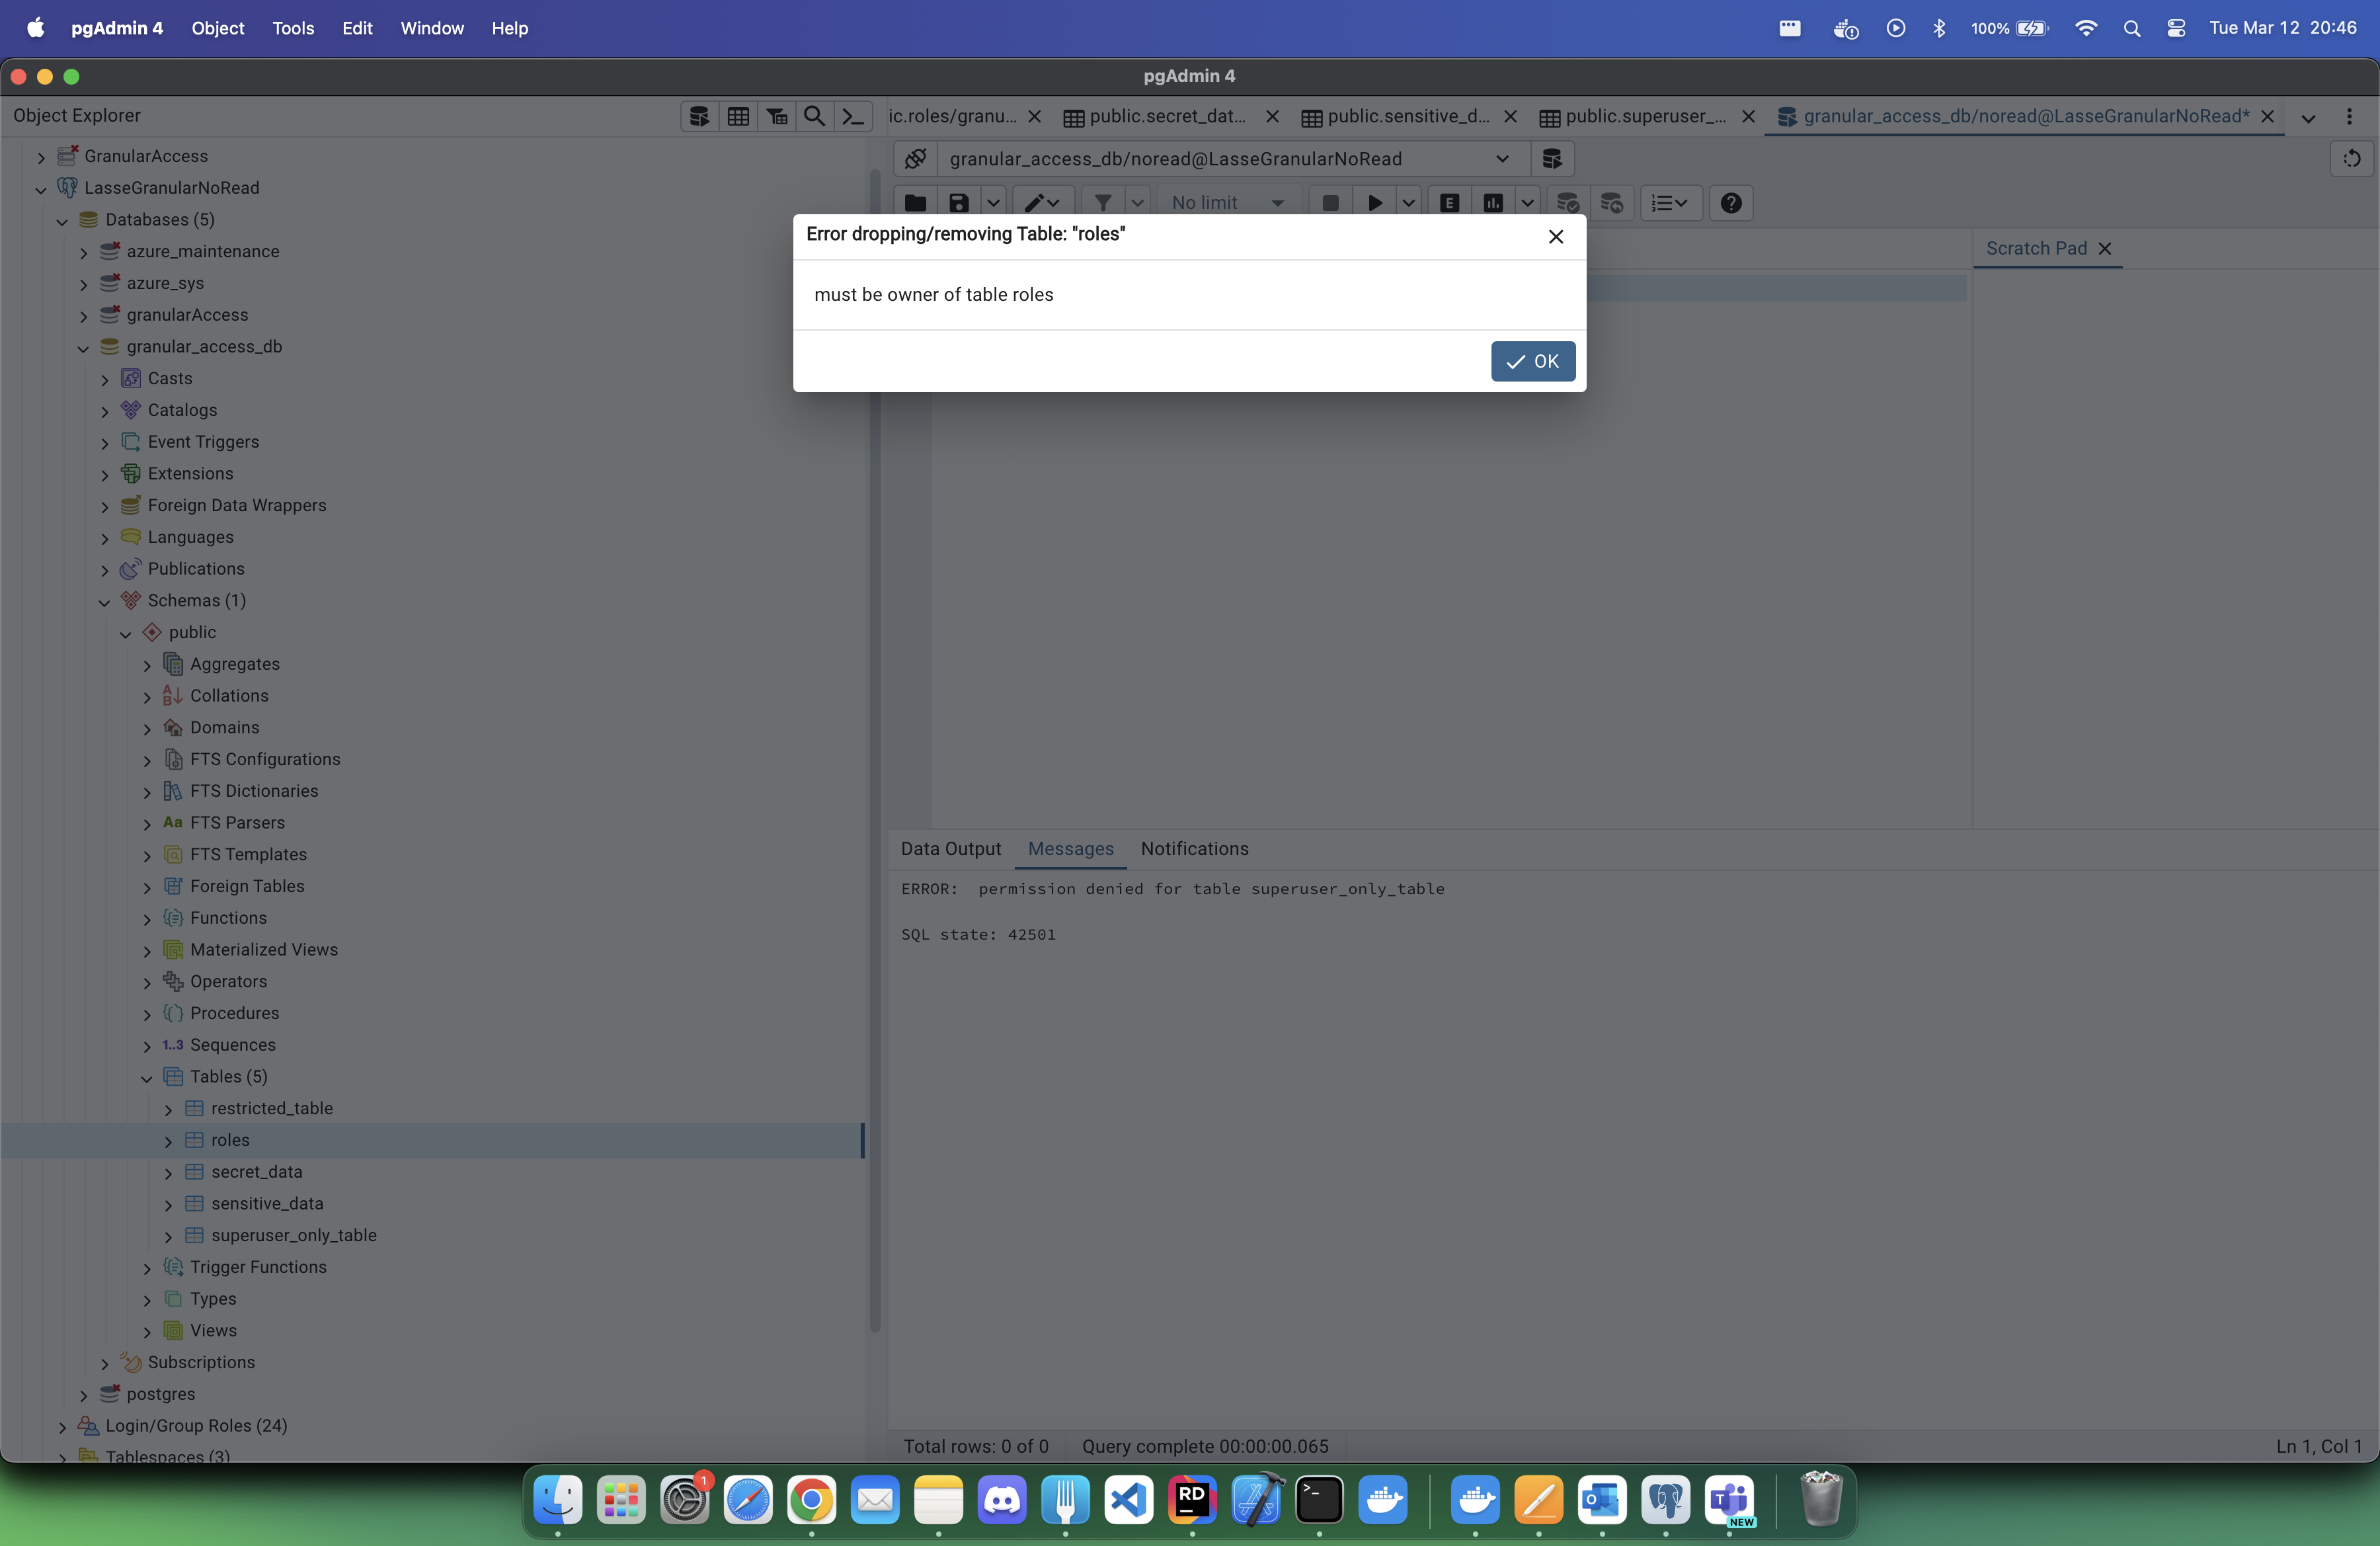 pgAdmin 4 Object Tools Edit Window Help 100% Tue Mar 12 20:46
pgAdmin 4
Object Explorer
ic.roles/granu... public.secret_dat... public.sensitive_d... public.superuser_... granular_access_db/noread@LasseGranularNoRead*
granular_access_db/noread@LasseGranularNoRead
No limit
E
Error dropping/removing Table: "roles"
must be owner of table roles
OK
Scratch Pad
GranularAccess
LasseGranularNoRead
Databases (5)
azure_maintenance
azure_sys
granularAccess
granular_access_db
Casts
Catalogs
Event Triggers
Extensions
Foreign Data Wrappers
Languages
Publications
Schemas (1)
public
Aggregates
Collations
Domains
FTS Configurations
FTS Dictionaries
Aa FTS Parsers
FTS Templates
Foreign Tables
Functions
Materialized Views
Operators
Procedures
1..3 Sequences
Tables (5)
restricted_table
roles
secret_data
sensitive_data
superuser_only_table
Trigger Functions
Types
Views
Subscriptions
postgres
Login/Group Roles (24)
Tablespaces (3)
Data Output Messages Notifications
ERROR: permission denied for table superuser_only_table
SQL state: 42501
Total rows: 0 of 0 Query complete 00:00:00.065 Ln 1, Col 1
1
RD
NEW